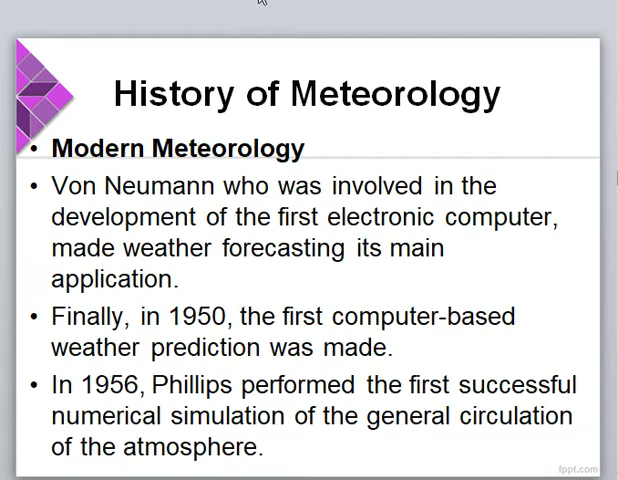 History of Meteorology
• Modern Meteorology
• Von Neumann who was involved in the
development of the first electronic computer,
made weather forecasting its main
application.
• Finally, in 1950, the first computer-based
weather prediction was made.
• In 1956, Phillips performed the first successful
numerical simulation of the general circulation
of the atmosphere.
fppt.com